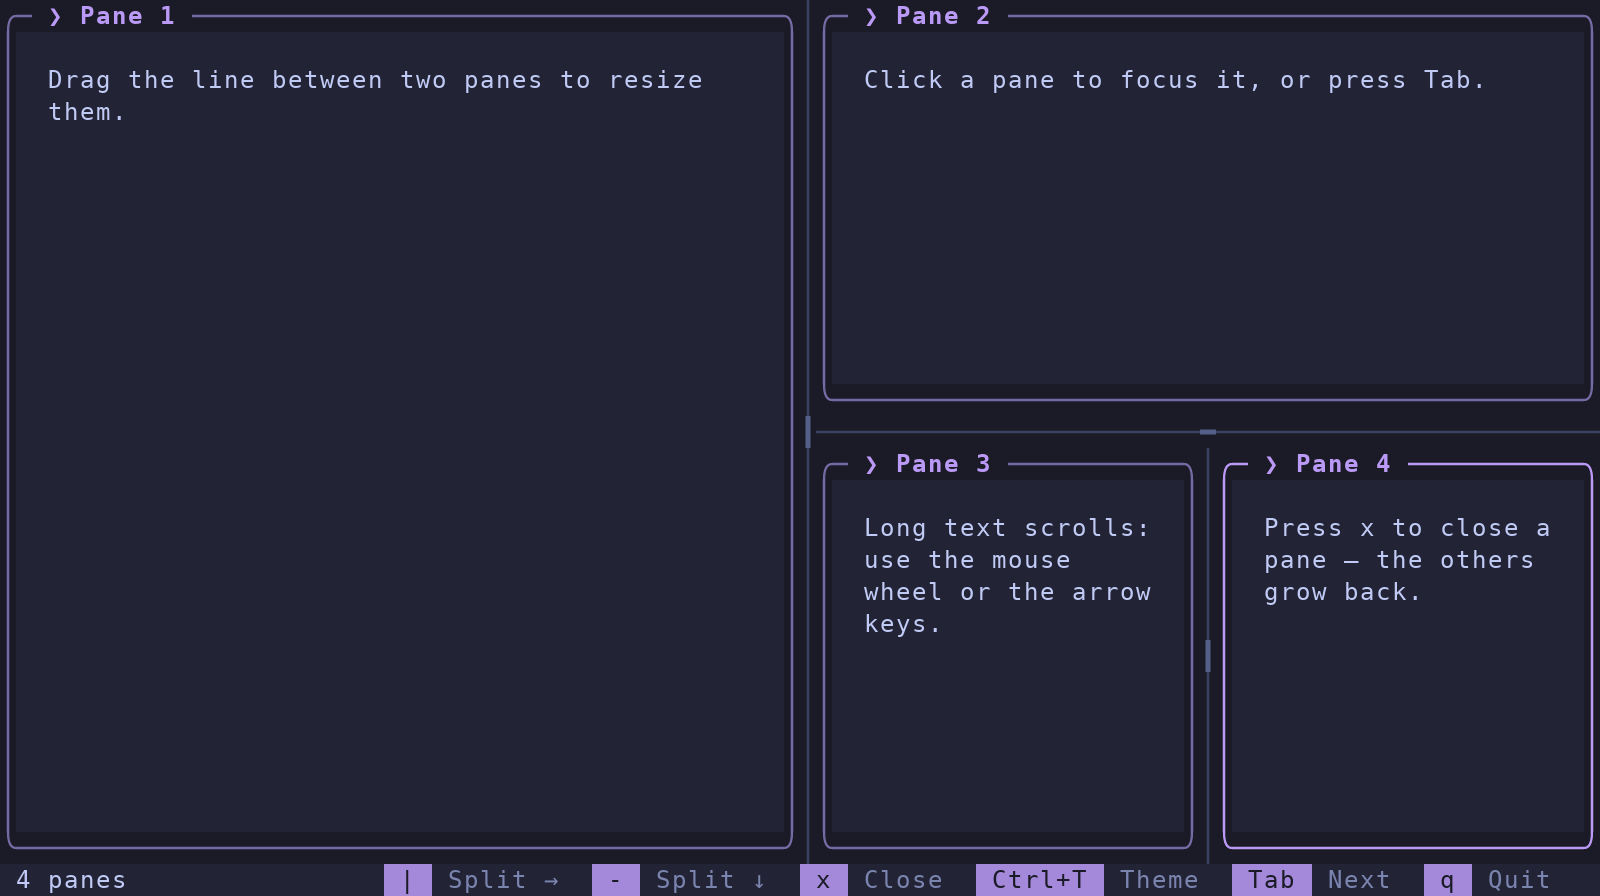 ❯ Pane 1
Drag the line between two panes to resize
them.
❯ Pane 2
Click a pane to focus it, or press Tab.
❯ Pane 3
Long text scrolls:
use the mouse
wheel or the arrow
keys.
❯ Pane 4
Press x to close a
pane — the others
grow back.
4 panes | Split → - Split ↓ x Close Ctrl+T Theme Tab Next q Quit